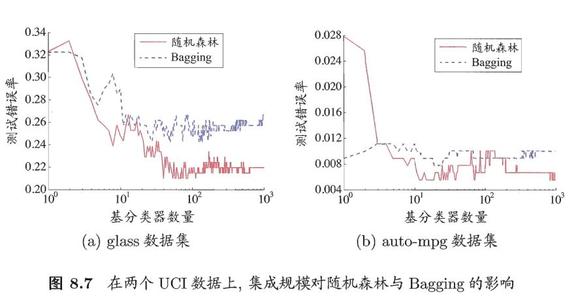 0.34
0.32
0.30
0.28
0.26
0.24
0.22
0.20
测试错误率
随机森林
Bagging
10^0
10^1
10^2
10^3
基分类器数量
(a) glass 数据集
0.028
0.024
0.020
0.016
0.012
0.008
0.004
测试错误率
随机森林
Bagging
10^0
10^1
10^2
10^3
基分类器数量
(b) auto-mpg 数据集
图 8.7 在两个 UCI 数据上, 集成规模对随机森林与 Bagging 的影响